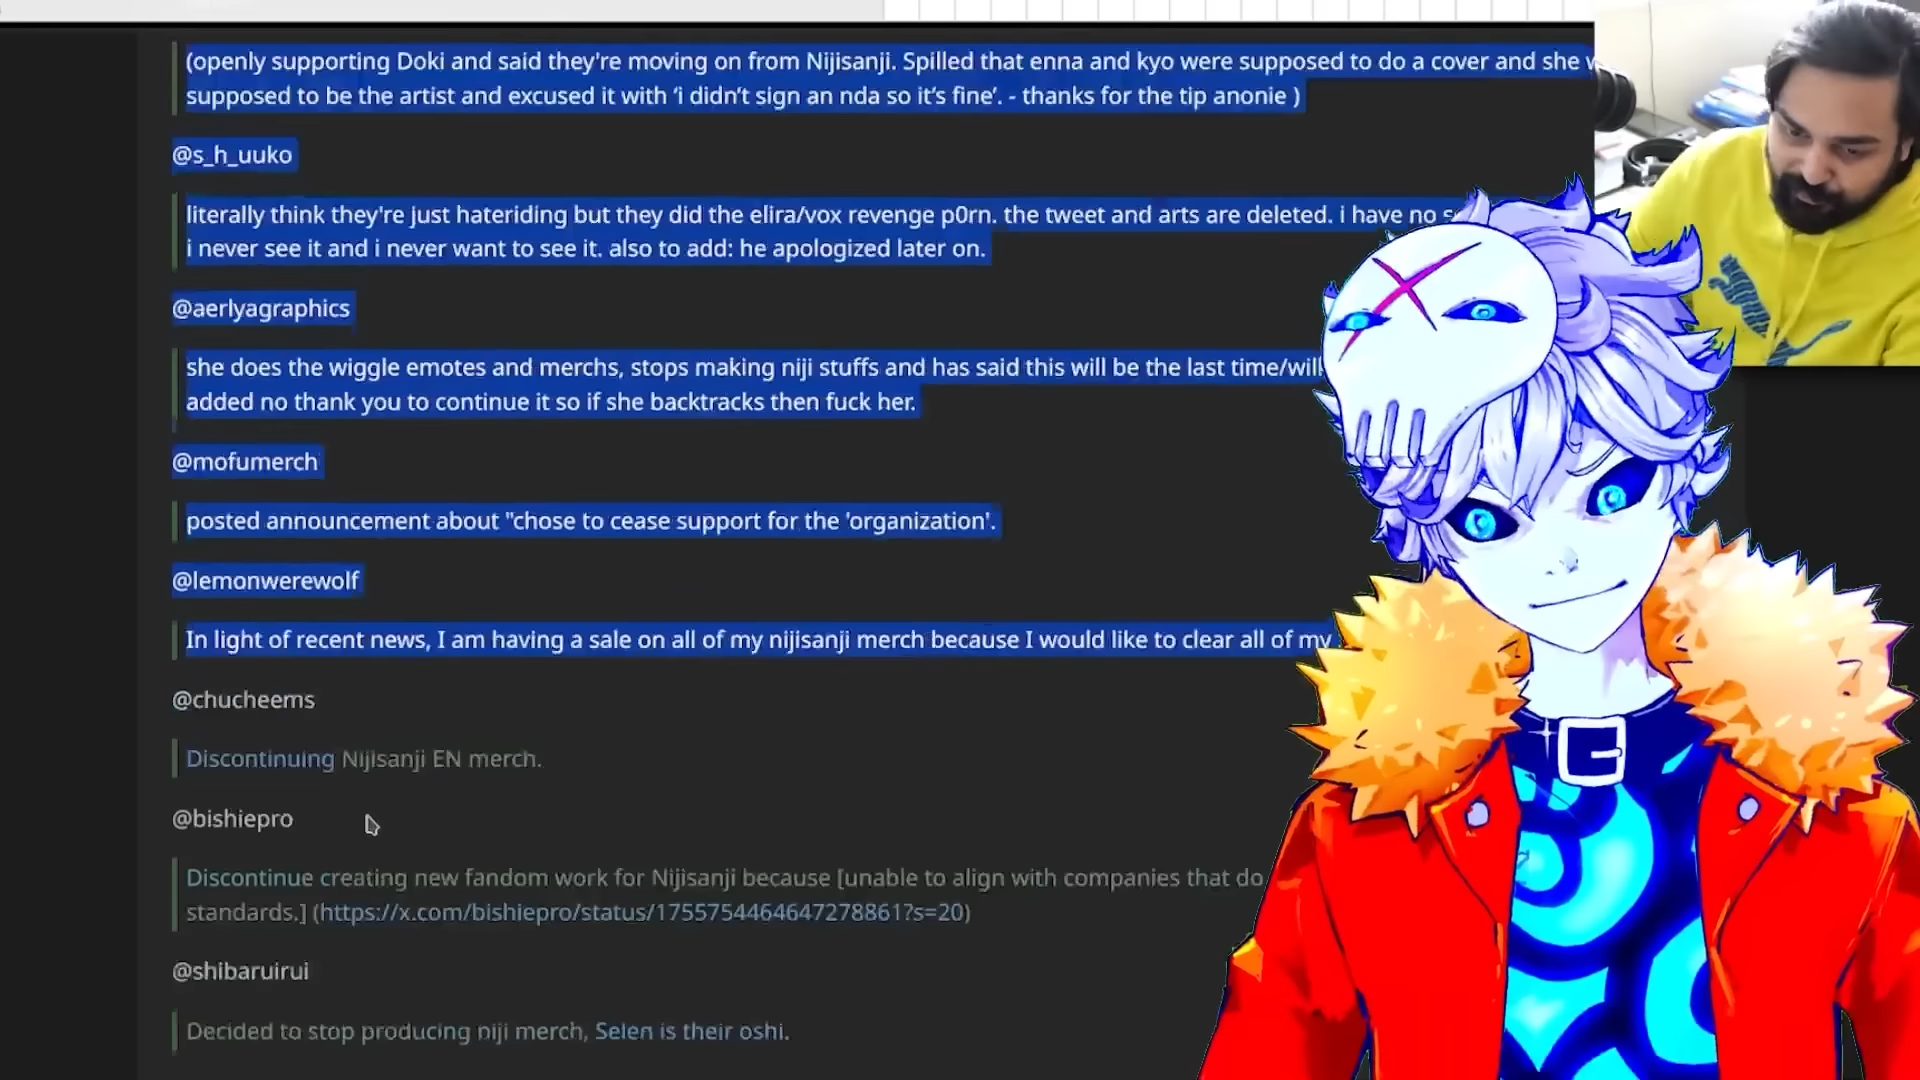 (openly supporting Doki and said they're moving on from Nijisanji. Spilled that enna and kyo were supposed to do a cover and she
supposed to be the artist and excused it with ‘i didn’t sign an nda so it’s fine’. - thanks for the tip anonie )
@s_h_uuko
literally think they're just hateriding but they did the elira/vox revenge p0rn. the tweet and arts are deleted. i have no
i never see it and i never want to see it. also to add: he apologized later on.
@aerlyagraphics
she does the wiggle emotes and merchs, stops making niji stuffs and has said this will be the last time/will
added no thank you to continue it so if she backtracks then fuck her.
@mofumerch
posted announcement about "chose to cease support for the 'organization'.
@lemonwerewolf
In light of recent news, I am having a sale on all of my nijisanji merch because I would like to clear all of my
@chucheems
Discontinuing Nijisanji EN merch.
@bishiepro
Discontinue creating new fandom work for Nijisanji because [unable to align with companies that do
standards.] (https://x.com/bishiepro/status/1755754464647278861?s=20)
@shibaruirui
Decided to stop producing niji merch, Selen is their oshi.